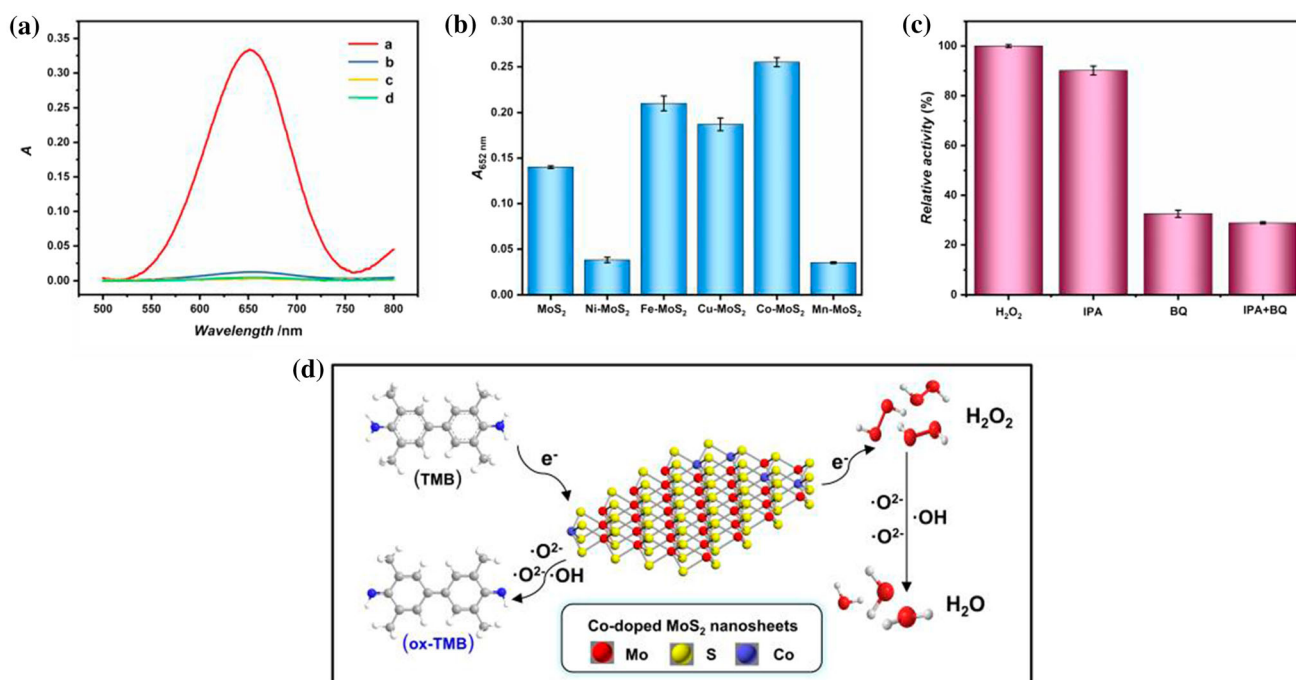 (a)
0.35
0.30
0.25
0.20
0.15
0.10
0.05
0.00
A
500 550 600 650 700 750 800
Wavelength /nm
a
b
c
d
(b)
0.30
0.25
0.20
0.15
0.10
0.05
0.00
A652 nm
MoS₂ Ni-MoS₂ Fe-MoS₂ Cu-MoS₂ Co-MoS₂ Mn-MoS₂
(c)
100
80
60
40
20
0
Relative activity (%)
H₂O₂ IPA BQ IPA+BQ
(d)
(TMB)
e⁻
·O²⁻
·O²⁻ ·OH
(ox-TMB)
e⁻
H₂O₂
·O²⁻
·OH
·O²⁻
H₂O
Co-doped MoS₂ nanosheets
Mo S Co